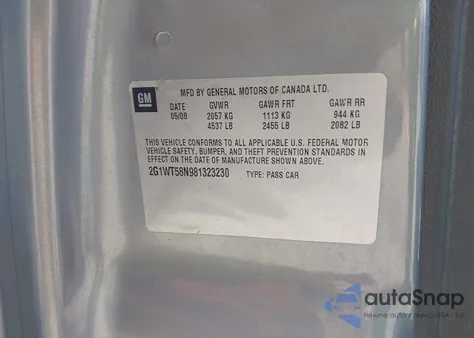 GM
MFD BY GENERAL MOTORS OF CANADA LTD.
DATE GVWR GAWR FRT GAWR RR
05/08 2057 KG 1113 KG 944 KG
4537 LB 2455 LB 2082 LB
THIS VEHICLE CONFORMS TO ALL APPLICABLE U.S. FEDERAL MOTOR
VEHICLE SAFETY, BUMPER, AND THEFT PREVENTION STANDARDS IN
EFFECT ON THE DATE OF MANUFACTURE SHOWN ABOVE.
2G1WT58N981323230 TYPE: PASS CAR
autoSnap